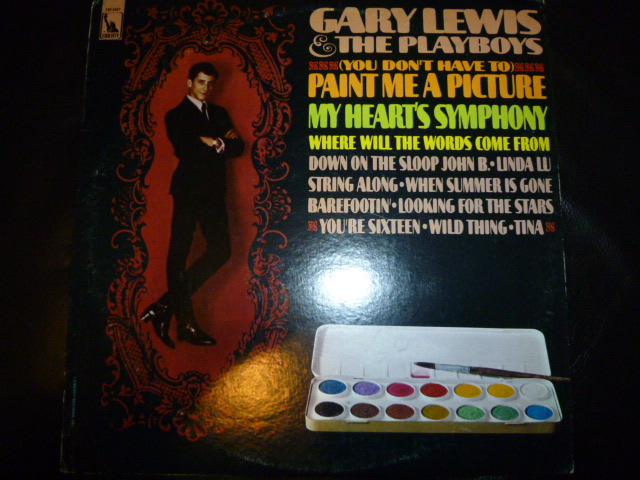 LIBERTY
GARY LEWIS
& THE PLAYBOYS
(YOU DON'T HAVE TO)
PAINT ME A PICTURE
MY HEART'S SYMPHONY
WHERE WILL THE WORDS COME FROM
DOWN ON THE SLOOP JOHN B. • LINDA LU
STRING ALONG • WHEN SUMMER IS GONE
BAREFOOTIN' • LOOKING FOR THE STARS
YOU'RE SIXTEEN • WILD THING • TINA